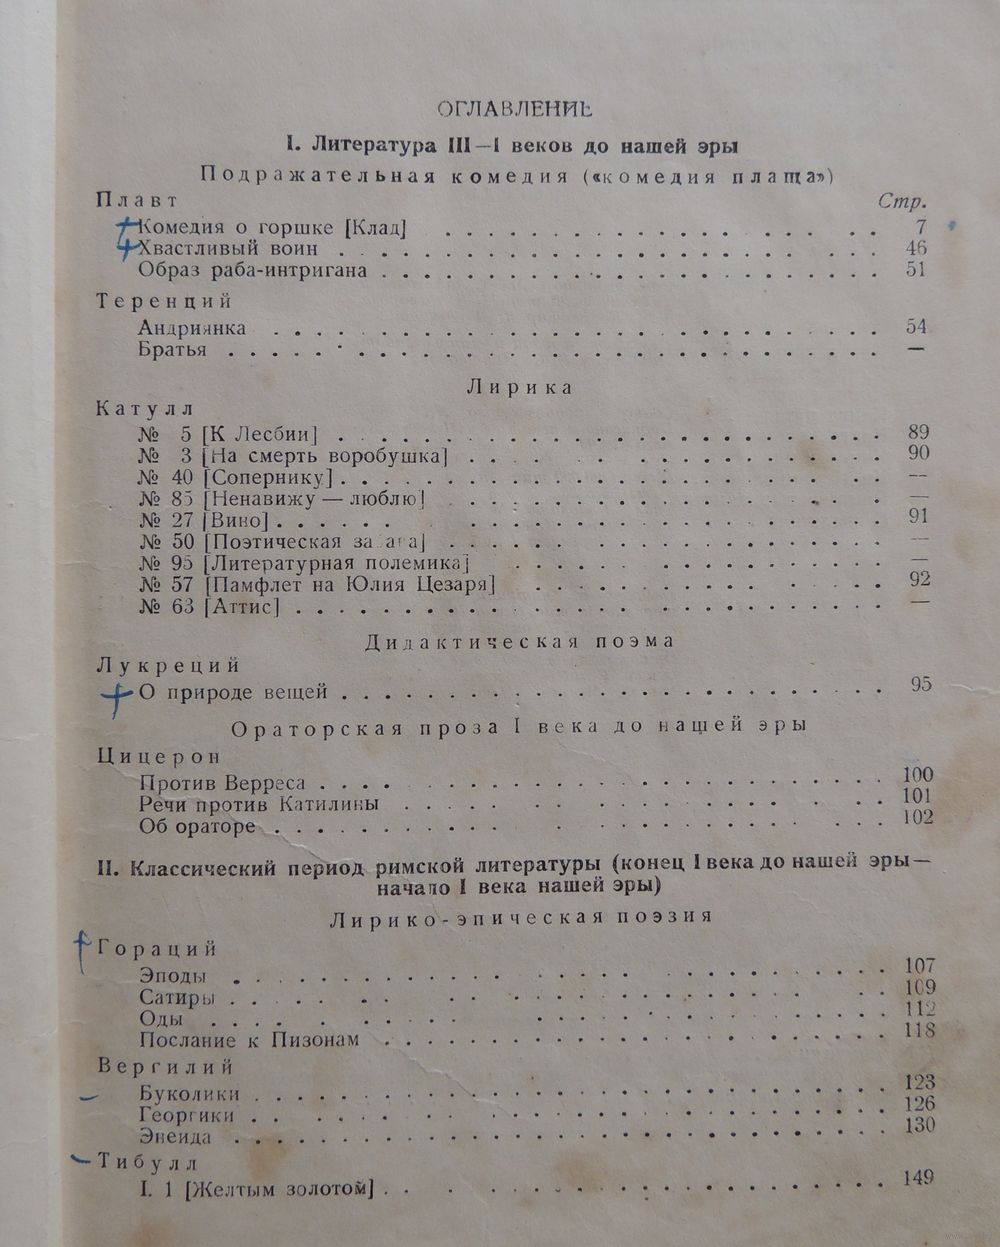 ОГЛАВЛЕНИЕ
I. Литература III—I веков до нашей эры
Подражательная комедия («комедия плаща»)
Плавт Стр.
Комедия о горшке [Клад] . . . . . . . . . . . . . . . . . . 7
Хвастливый воин . . . . . . . . . . . . . . . . . . . . . . 46
Образ раба-интригана . . . . . . . . . . . . . . . . . . . . 51
Теренций
Андриянка . . . . . . . . . . . . . . . . . . . . . . . . . 54
Братья . . . . . . . . . . . . . . . . . . . . . . . . . . —
Лирика
Катулл
№ 5 [К Лесбии] . . . . . . . . . . . . . . . . . . . . . . 89
№ 3 [На смерть воробушка] . . . . . . . . . . . . . . . . . 90
№ 40 [Сопернику] . . . . . . . . . . . . . . . . . . . . . —
№ 85 [Ненавижу — люблю] . . . . . . . . . . . . . . . . . . —
№ 27 [Вино] . . . . . . . . . . . . . . . . . . . . . . . . 91
№ 50 [Поэтическая . . . . . . . . . . . . . . . . . . . . —
№ 95 [Литературная полемика] . . . . . . . . . . . . . . . —
№ 57 [Памфлет на Юлия Цезаря] . . . . . . . . . . . . . . . 92
№ 63 [Аттис] . . . . . . . . . . . . . . . . . . . . . . . —
Дидактическая поэма
Лукреций
О природе вещей . . . . . . . . . . . . . . . . . . . . . . 95
Ораторская проза I века до нашей эры
Цицерон
Против Верреса . . . . . . . . . . . . . . . . . . . . . . 100
Речи против Катилины . . . . . . . . . . . . . . . . . . . 101
Об ораторе . . . . . . . . . . . . . . . . . . . . . . . . 102
II. Классический период римской литературы (конец I века до нашей эры—
начало I века нашей эры)
Лирико-эпическая поэзия
Гораций
Эподы . . . . . . . . . . . . . . . . . . . . . . . . . . 107
Сатиры . . . . . . . . . . . . . . . . . . . . . . . . . . 109
Оды . . . . . . . . . . . . . . . . . . . . . . . . . . . 112
Послание к Пизонам . . . . . . . . . . . . . . . . . . . . 118
Вергилий
Буколики . . . . . . . . . . . . . . . . . . . . . . . . . 123
Георгики . . . . . . . . . . . . . . . . . . . . . . . . . 126
Энеида . . . . . . . . . . . . . . . . . . . . . . . . . . 130
Тибулл
I. 1 [Желтым золотом] . . . . . . . . . . . . . . . . . . . 149